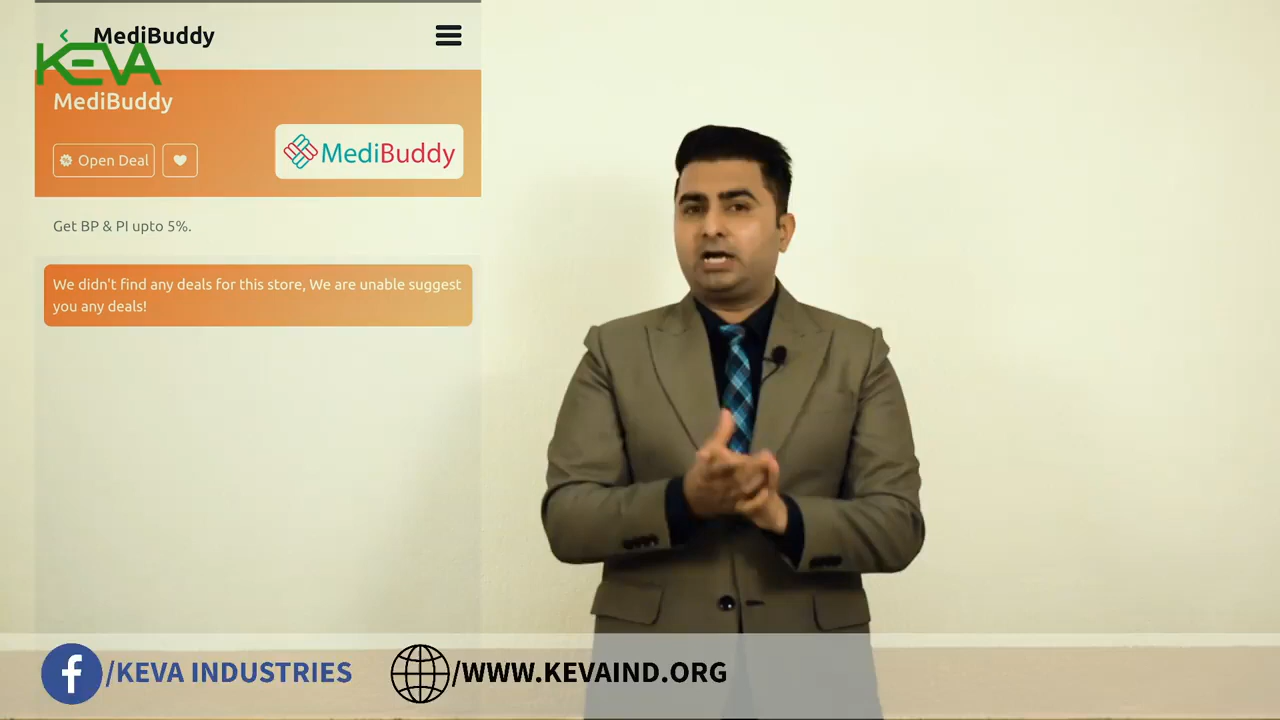 MediBuddy
KEVA
MediBuddy
Open Deal
MediBuddy
Get BP & PI upto 5%.
We didn't find any deals for this store, We are unable suggest
you any deals!
/KEVA INDUSTRIES
/WWW.KEVAIND.ORG